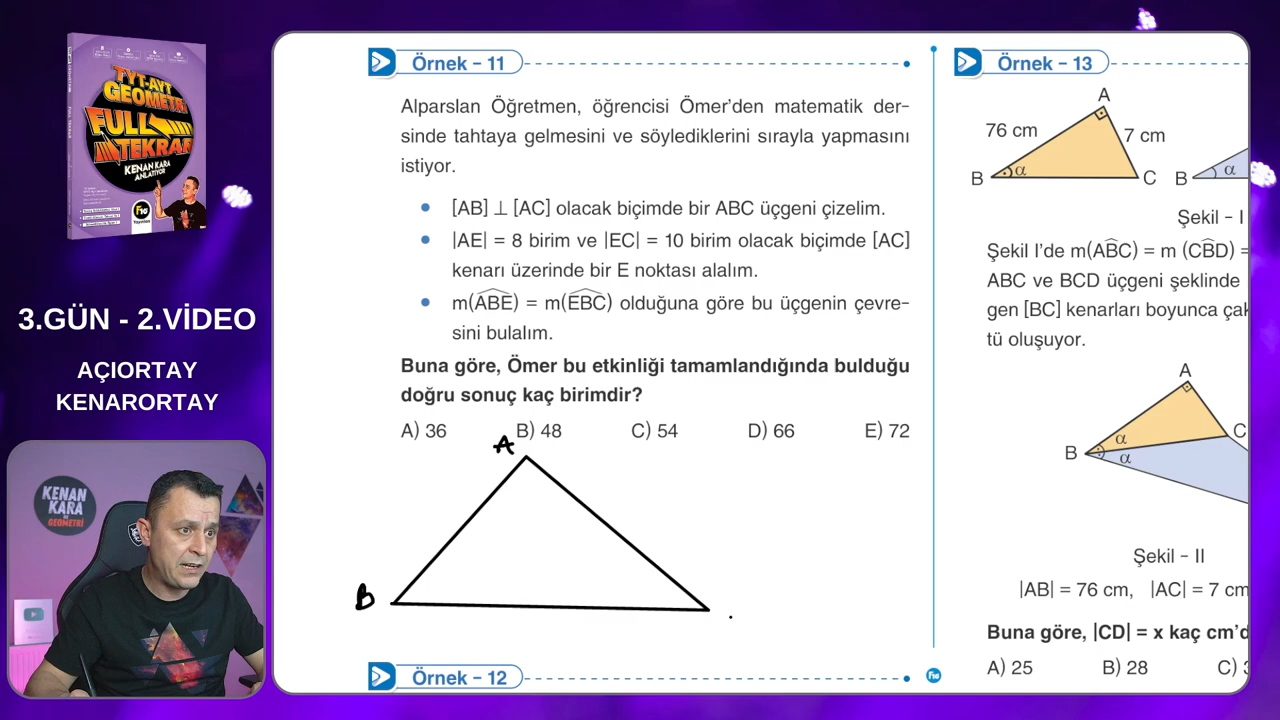 TYT-AYT
GEOMETRİ
FULL
TEKRAR
KENAN KARA
ANLATIYOR
3.GÜN - 2.VİDEO
AÇIORTAY
KENARORTAY
KENAN
KARA
GEOMETRİ
Örnek – 11
Alparslan Öğretmen, öğrencisi Ömer'den matematik der-
sinde tahtaya gelmesini ve söylediklerini sırayla yapmasını
istiyor.
• [AB] ⊥ [AC] olacak biçimde bir ABC üçgeni çizelim.
• |AE| = 8 birim ve |EC| = 10 birim olacak biçimde [AC]
kenarı üzerinde bir E noktası alalım.
• m(ABE) = m(EBC) olduğuna göre bu üçgenin çevre-
sini bulalım.
Buna göre, Ömer bu etkinliği tamamlandığında bulduğu
doğru sonuç kaç birimdir?
A) 36 B) 48 C) 54 D) 66 E) 72
A
B
Örnek – 12
Örnek – 13
A
76 cm 7 cm
B α C B α
Şekil – I
Şekil I'de m(ABC) = m (CBD) =
ABC ve BCD üçgeni şeklinde
gen [BC] kenarları boyunca çak
tü oluşuyor.
A
C
B α
α
Şekil – II
|AB| = 76 cm, |AC| = 7 cm
Buna göre, |CD| = x kaç cm'd
A) 25 B) 28 C) 3